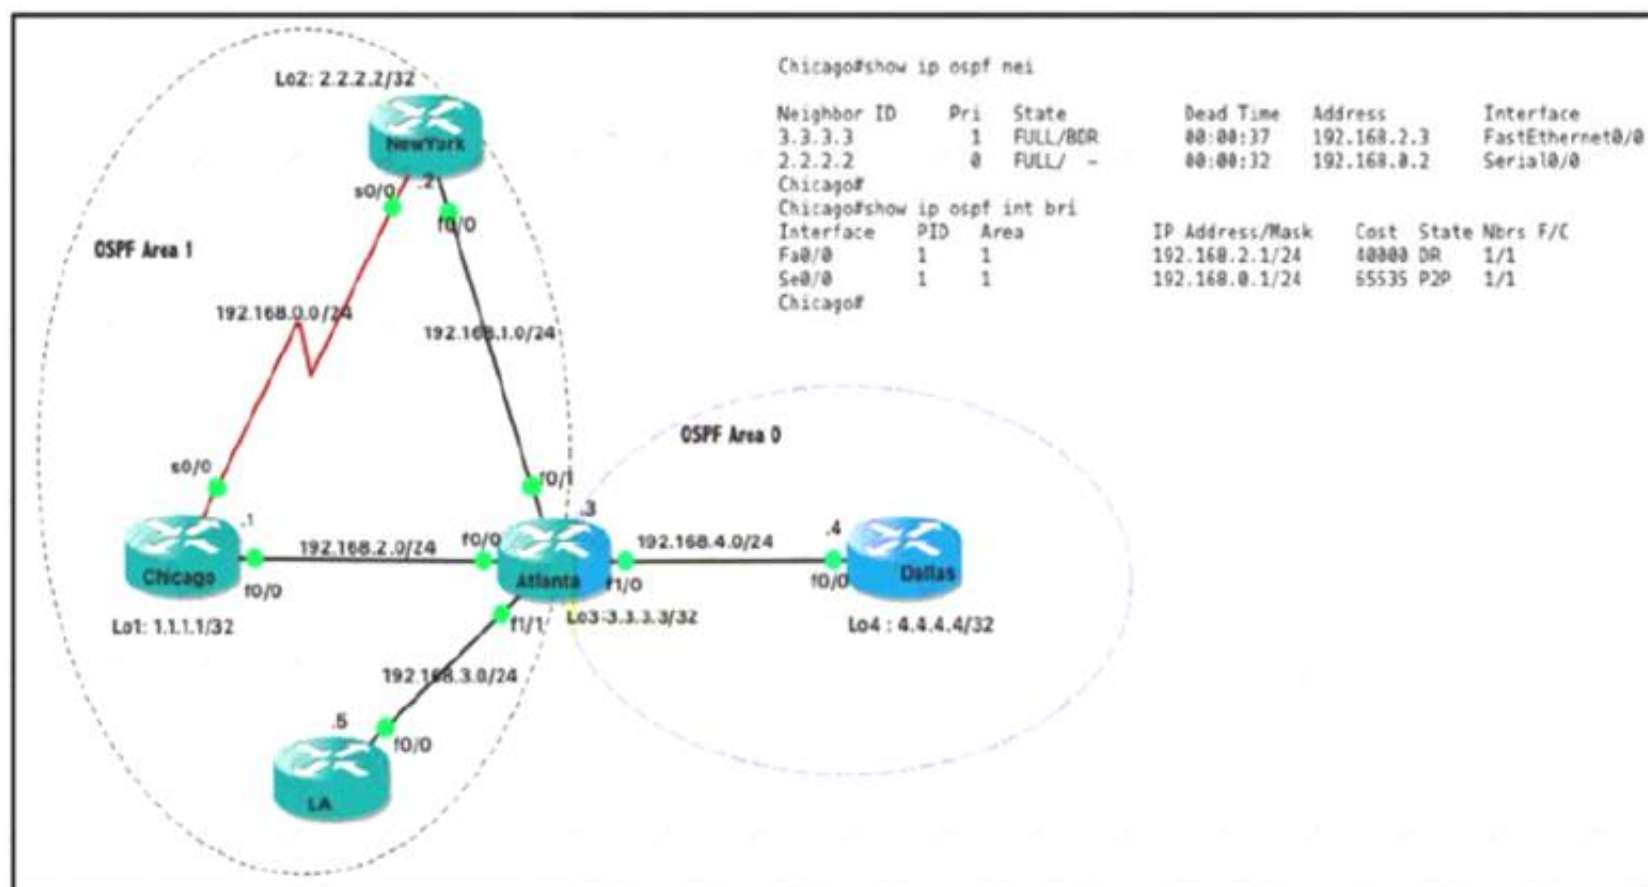 Lo2: 2.2.2.2/32
NewYork
s0/0
.2
f0/0
OSPF Area 1
192.168.0.0/24
192.168.1.0/24
s0/0
f0/1
.1
.3
192.168.2.0/24
f0/0
Chicago
f0/0
Atlanta
f1/0
Lo1: 1.1.1.1/32
Lo3:3.3.3.3/32
f1/1
192.168.3.0/24
.5
f0/0
LA
OSPF Area 0
192.168.4.0/24
.4
f0/0
Dallas
Lo4 : 4.4.4.4/32
Chicago#show ip ospf nei
Neighbor ID Pri State Dead Time Address Interface
3.3.3.3 1 FULL/BDR 00:00:37 192.168.2.3 FastEthernet0/0
2.2.2.2 0 FULL/ - 00:00:32 192.168.0.2 Serial0/0
Chicago#
Chicago#show ip ospf int bri
Interface PID Area IP Address/Mask Cost State Nbrs F/C
Fa0/0 1 1 192.168.2.1/24 40000 DR 1/1
Se0/0 1 1 192.168.0.1/24 65535 P2P 1/1
Chicago#